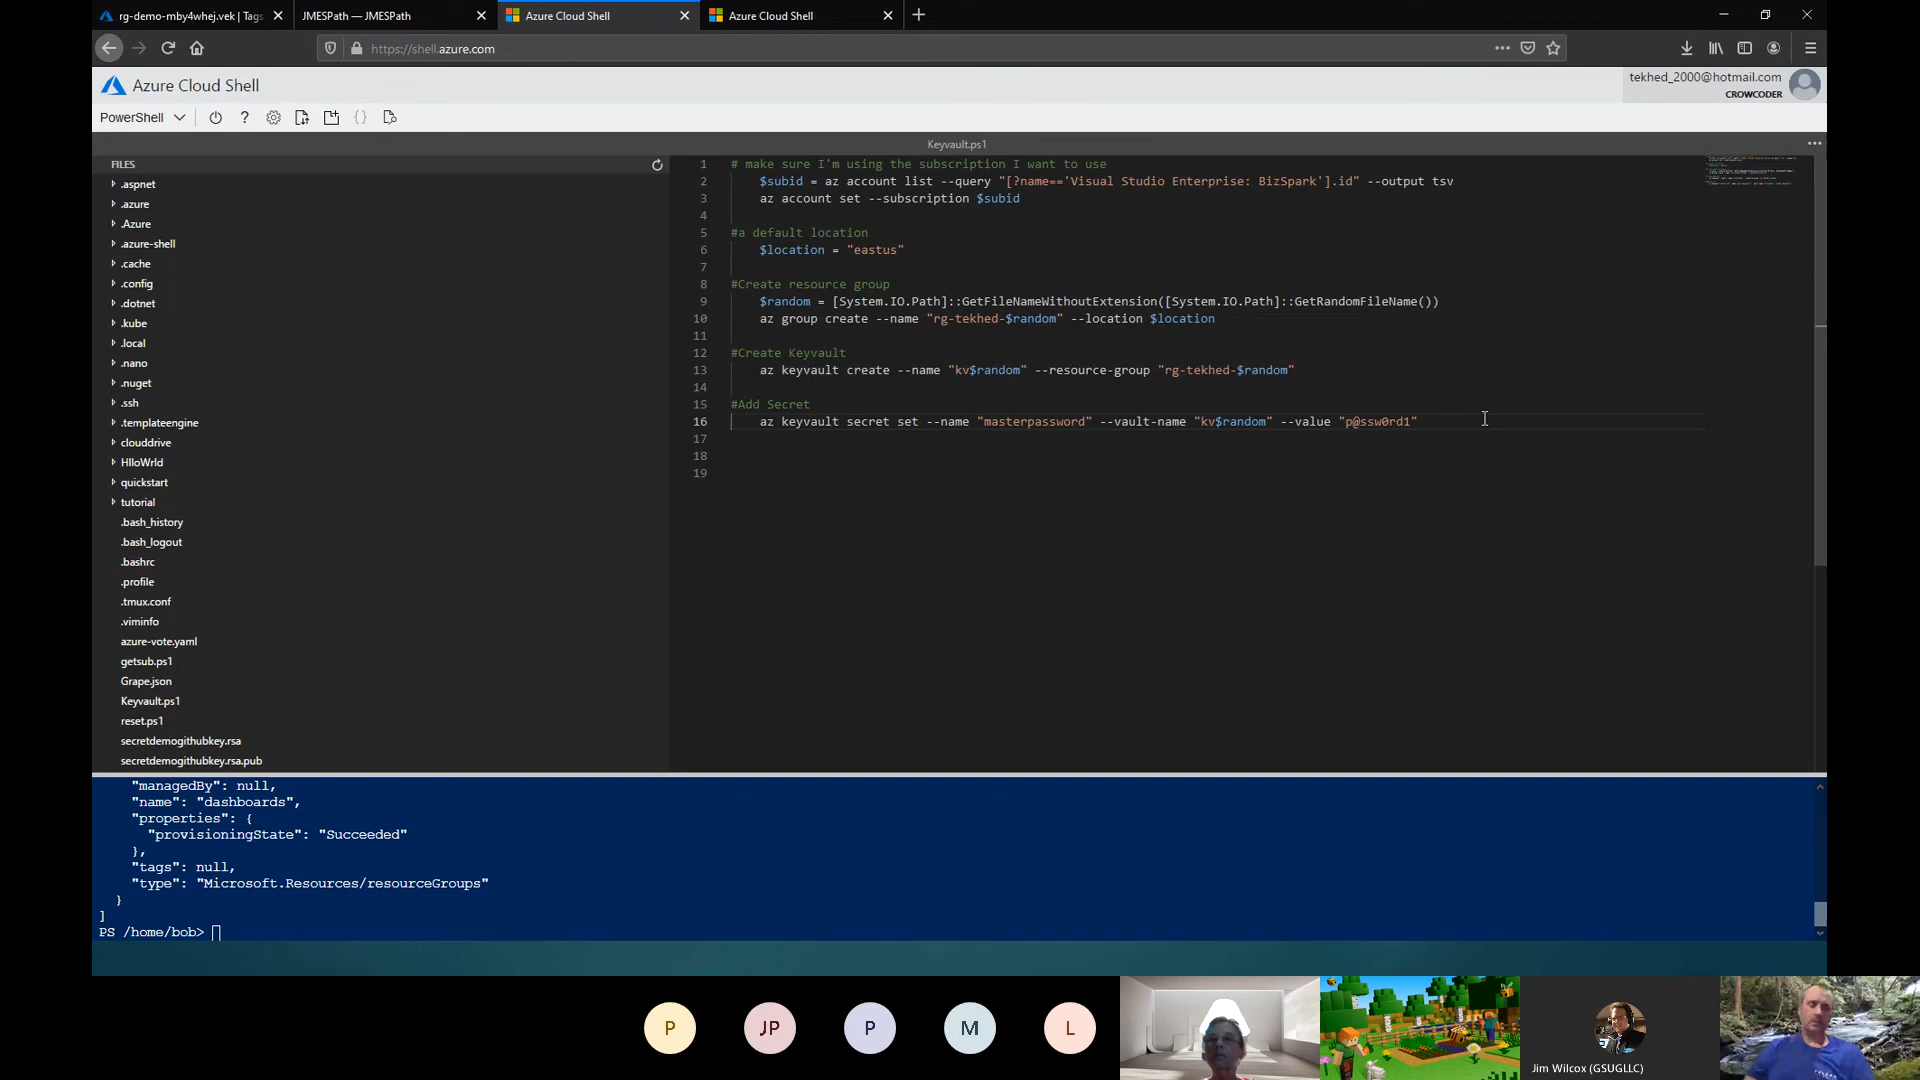 rg-demo-mby4whej.vek | Tags
JMESPath — JMESPath
Azure Cloud Shell
Azure Cloud Shell
https://shell.azure.com
Azure Cloud Shell
tekhed_2000@hotmail.com
CROWCODER
PowerShell
?
Keyvault.ps1
FILES
.aspnet
.azure
.Azure
.azure-shell
.cache
.config
.dotnet
.kube
.local
.nano
.nuget
.ssh
.templateengine
clouddrive
HlloWrld
quickstart
tutorial
.bash_history
.bash_logout
.bashrc
.profile
.tmux.conf
.viminfo
azure-vote.yaml
getsub.ps1
Grape.json
Keyvault.ps1
reset.ps1
secretdemogithubkey.rsa
secretdemogithubkey.rsa.pub
1 # make sure I'm using the subscription I want to use
2 $subid = az account list --query "[?name=='Visual Studio Enterprise: BizSpark'].id" --output tsv
3 az account set --subscription $subid
4
5 #a default location
6 $location = "eastus"
7
8 #Create resource group
9 $random = [System.IO.Path]::GetFileNameWithoutExtension([System.IO.Path]::GetRandomFileName())
10 az group create --name "rg-tekhed-$random" --location $location
11
12 #Create Keyvault
13 az keyvault create --name "kv$random" --resource-group "rg-tekhed-$random"
14
15 #Add Secret
16 az keyvault secret set --name "masterpassword" --vault-name "kv$random" --value "p@ssw0rd1"
17
18
19
"managedBy": null,
"name": "dashboards",
"properties": {
"provisioningState": "Succeeded"
},
"tags": null,
"type": "Microsoft.Resources/resourceGroups"
}
]
PS /home/bob>
P
JP
P
M
L
Jim Wilcox (GSUGLLC)